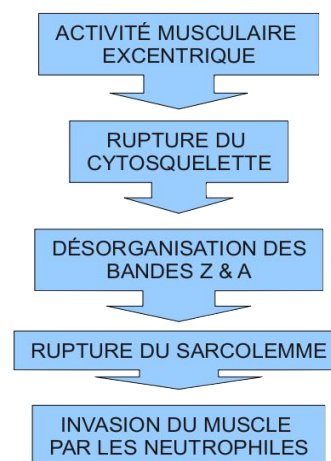 ACTIVITÉ MUSCULAIRE
EXCENTRIQUE
RUPTURE DU
CYTOSQUELETTE
DÉSORGANISATION DES
BANDES Z & A
RUPTURE DU SARCOLEMME
INVASION DU MUSCLE
PAR LES NEUTROPHILES